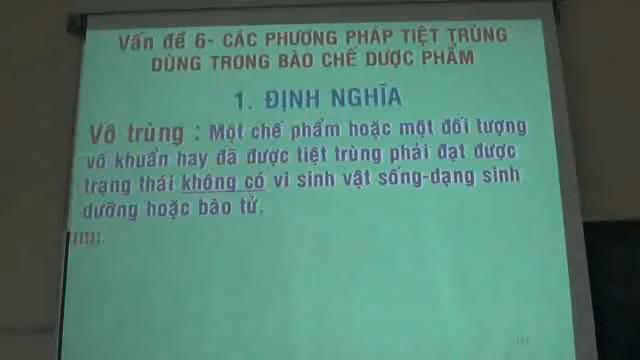 Vấn đề 6- CÁC PHƯƠNG PHÁP TIỆT TRÙNG
DÙNG TRONG BÀO CHẾ DƯỢC PHẨM
1. ĐỊNH NGHĨA
Vô trùng : Một chế phẩm hoặc một đối tượng
vô khuẩn hay đã được tiệt trùng phải đạt được
trạng thái không có vi sinh vật sống-dạng sinh
dưỡng hoặc bào tử.